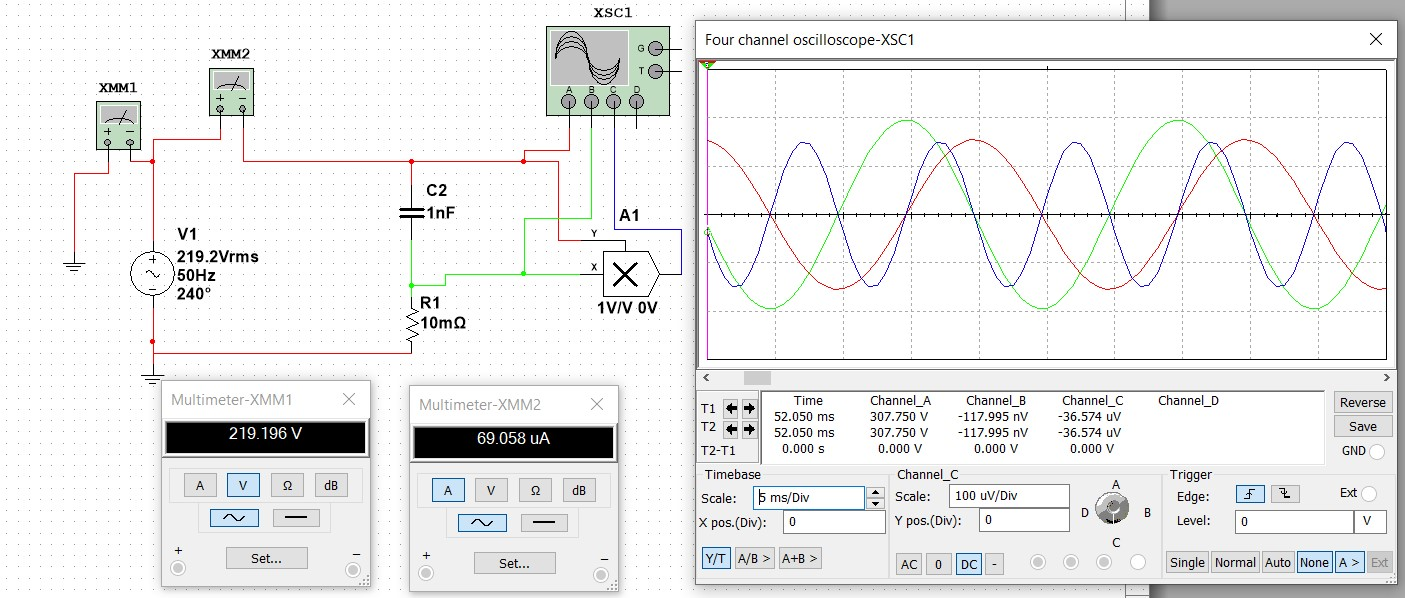 XSC1
G
T
A B C D
XMM2
+ −
XMM1
+ −
C2
1nF
V1
219.2Vrms
50Hz
240°
+
−
A1
Y
X
1V/V 0V
R1
10mΩ
Multimeter-XMM1
219.196 V
A V Ω dB
+ −
Set...
Multimeter-XMM2
69.058 uA
A V Ω dB
+ −
Set...
Four channel oscilloscope-XSC1
Time Channel_A Channel_B Channel_C Channel_D
T1 52.050 ms 307.750 V -117.995 nV -36.574 uV
T2 52.050 ms 307.750 V -117.995 nV -36.574 uV
T2-T1 0.000 s 0.000 V 0.000 V 0.000 V
Reverse
Save
GND
Timebase
Scale: 5 ms/Div
X pos.(Div): 0
Y/T A/B > A+B >
Channel_C
Scale: 100 uV/Div
Y pos.(Div): 0
AC 0 DC -
A
D B
C
Trigger
Edge: Ext
Level: 0 V
Single Normal Auto None A > Ext